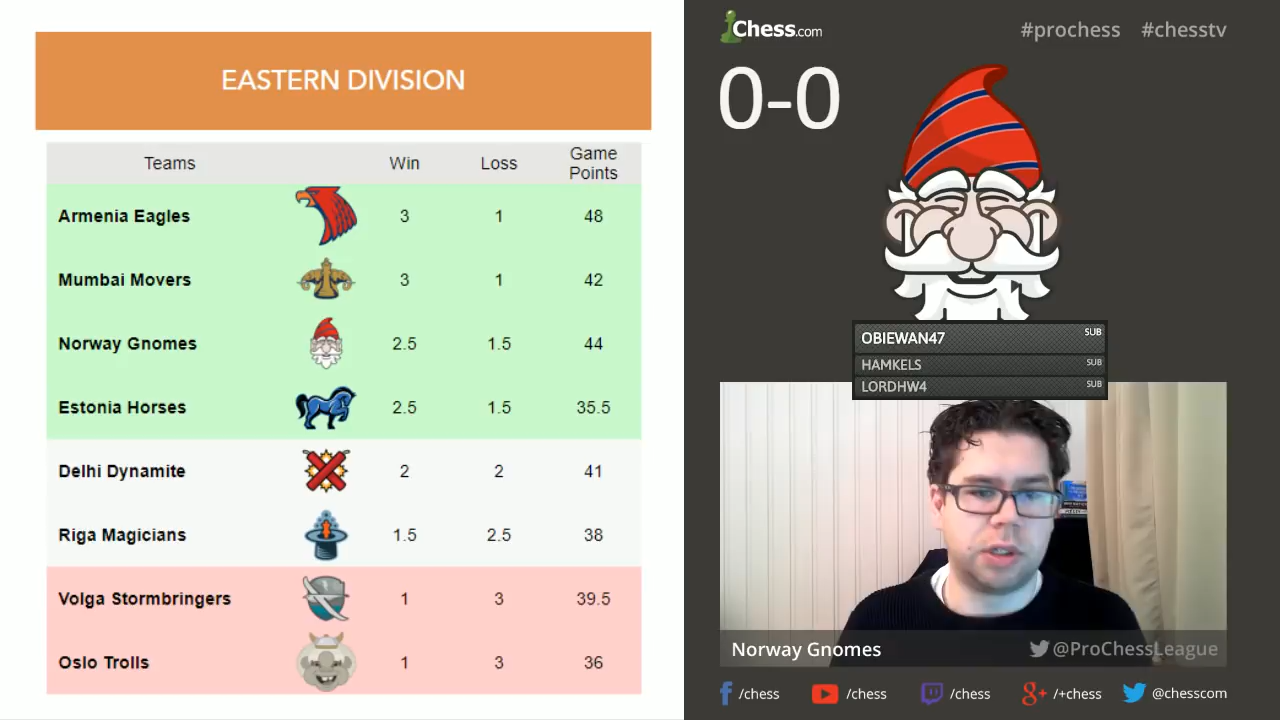 EASTERN DIVISION
Teams Win Loss Game Points
Armenia Eagles 3 1 48
Mumbai Movers 3 1 42
Norway Gnomes 2.5 1.5 44
Estonia Horses 2.5 1.5 35.5
Delhi Dynamite 2 2 41
Riga Magicians 1.5 2.5 38
Volga Stormbringers 1 3 39.5
Oslo Trolls 1 3 36
Chess.com
#prochess #chesstv
0-0
OBIEWAN47 SUB
HAMKELS SUB
LORDHW4 SUB
Norway Gnomes @ProChessLeague
/chess /chess /chess /+chess @chesscom